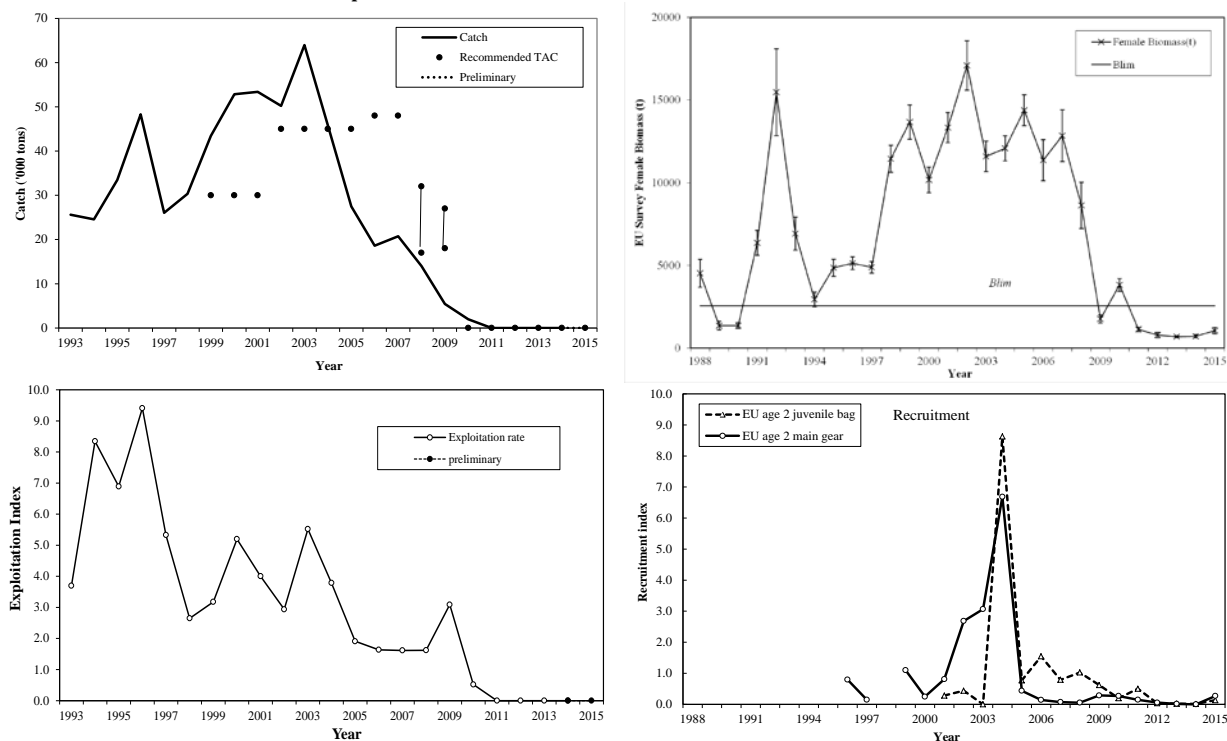 70
60
50
40
30
20
10
0
Catch ('000 tons)
Catch
Recommended TAC
Preliminary
1993 1995 1997 1999 2001 2003 2005 2007 2009 2011 2013 2015
Year
20000
15000
10000
5000
0
EU Survey Female Biomass (t)
Female Biomass(t)
Blim
Blim
1988 1991 1994 1997 2000 2003 2006 2009 2012 2015
Year
10.0
9.0
8.0
7.0
6.0
5.0
4.0
3.0
2.0
1.0
0.0
Exploitation Index
Exploitation rate
preliminary
1993 1995 1997 1999 2001 2003 2005 2007 2009 2011 2013 2015
Year
10.0
9.0
8.0
7.0
6.0
5.0
4.0
3.0
2.0
1.0
0.0
Recruitment index
EU age 2 juvenile bag
EU age 2 main gear
Recruitment
1988 1991 1994 1997 2000 2003 2006 2009 2012 2015
Year